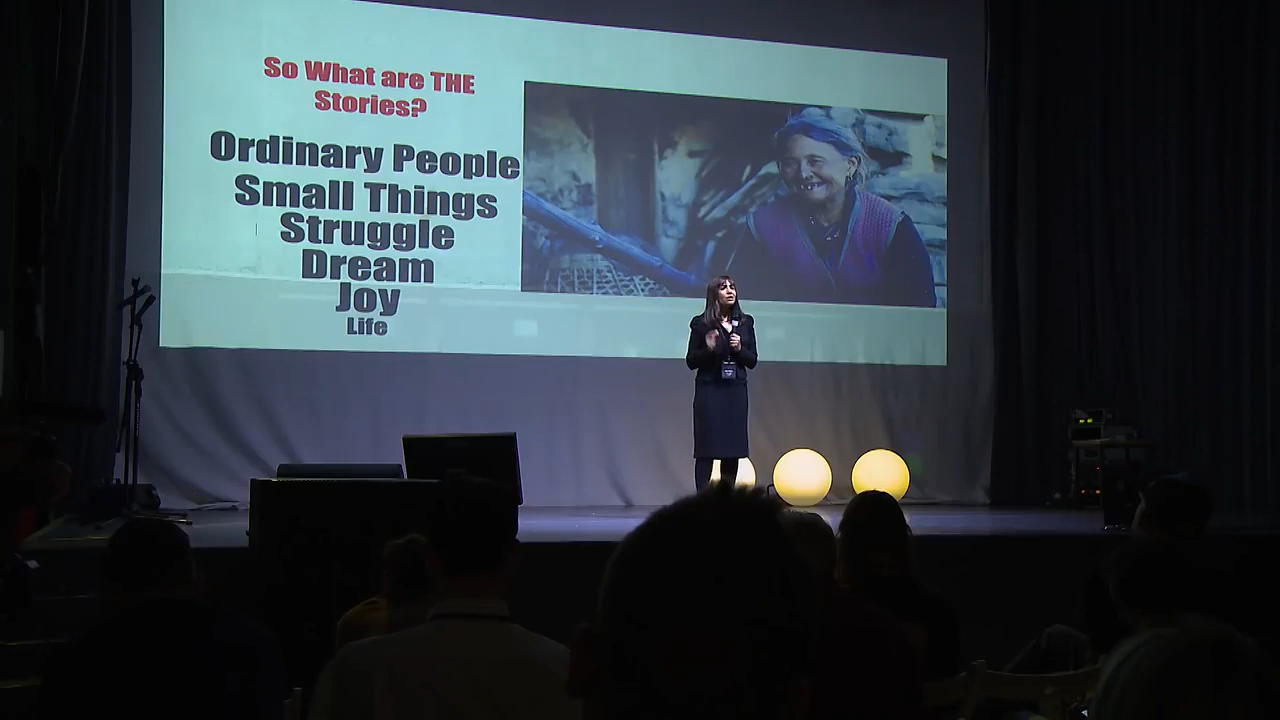 So What are THE
Stories?
Ordinary People
Small Things
Struggle
Dream
Joy
Life